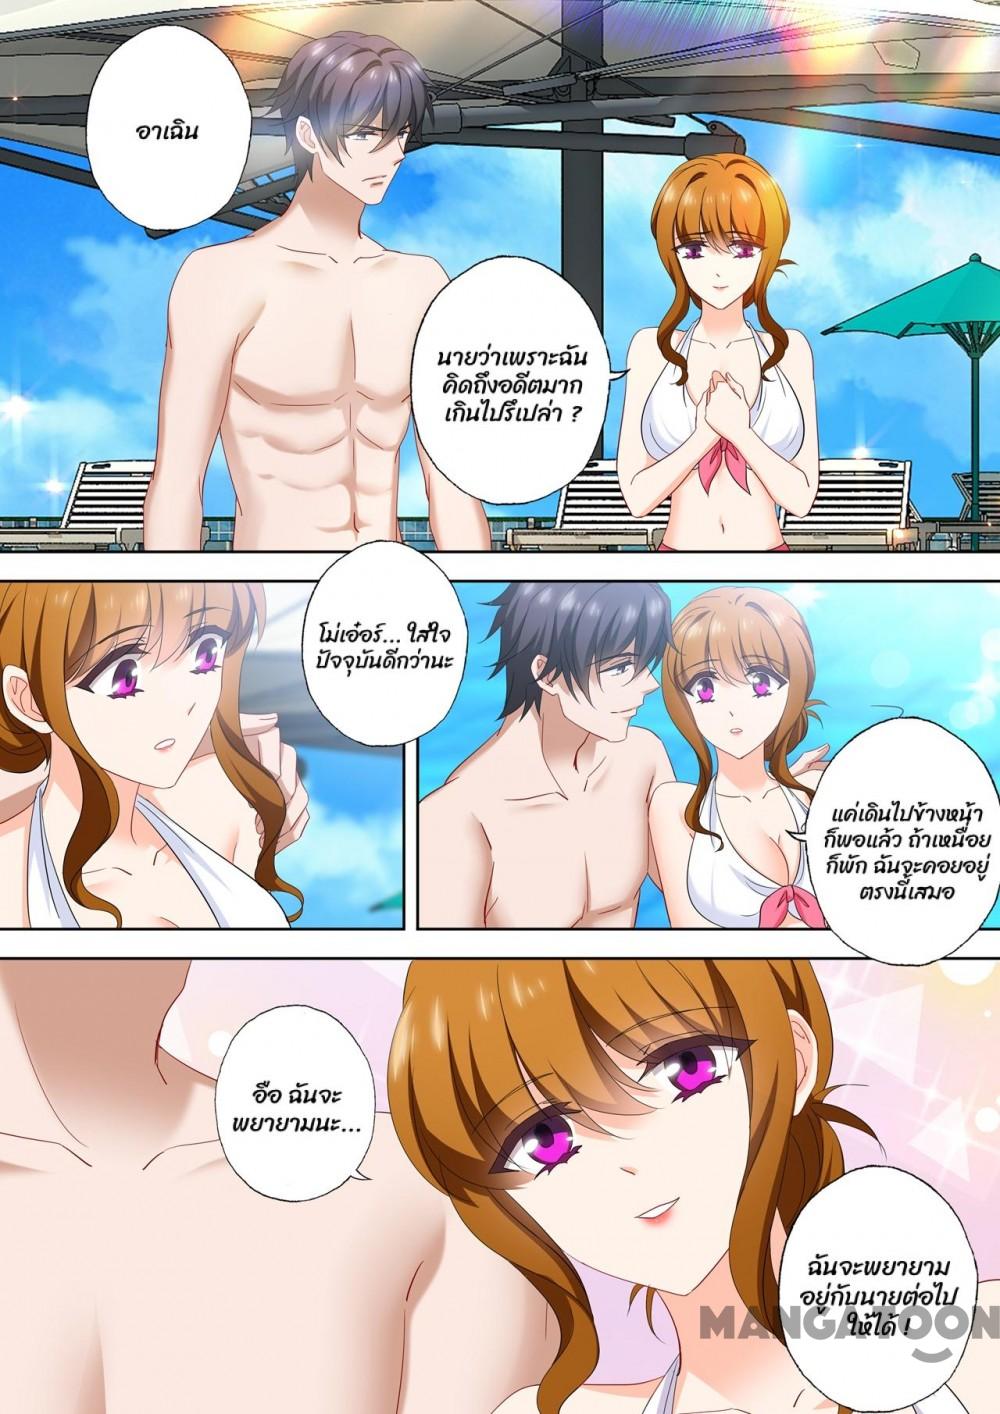 อาเฉิน
นายว่าเพราะฉัน
คิดถึงอดีตมาก
เกินไปรึเปล่า ?
โม่เอ๋อร์... ใส่ใจ
ปัจจุบันดีกว่านะ
แค่เดินไปข้างหน้า
ก็พอแล้ว ถ้าเหนื่อย
ก็พัก ฉันจะคอยอยู่
ตรงนี้เสมอ
อือ ฉันจะ
พยายามนะ...
ฉันจะพยายาม
อยู่กับนายต่อไป
ให้ได้ !
MANGATOON